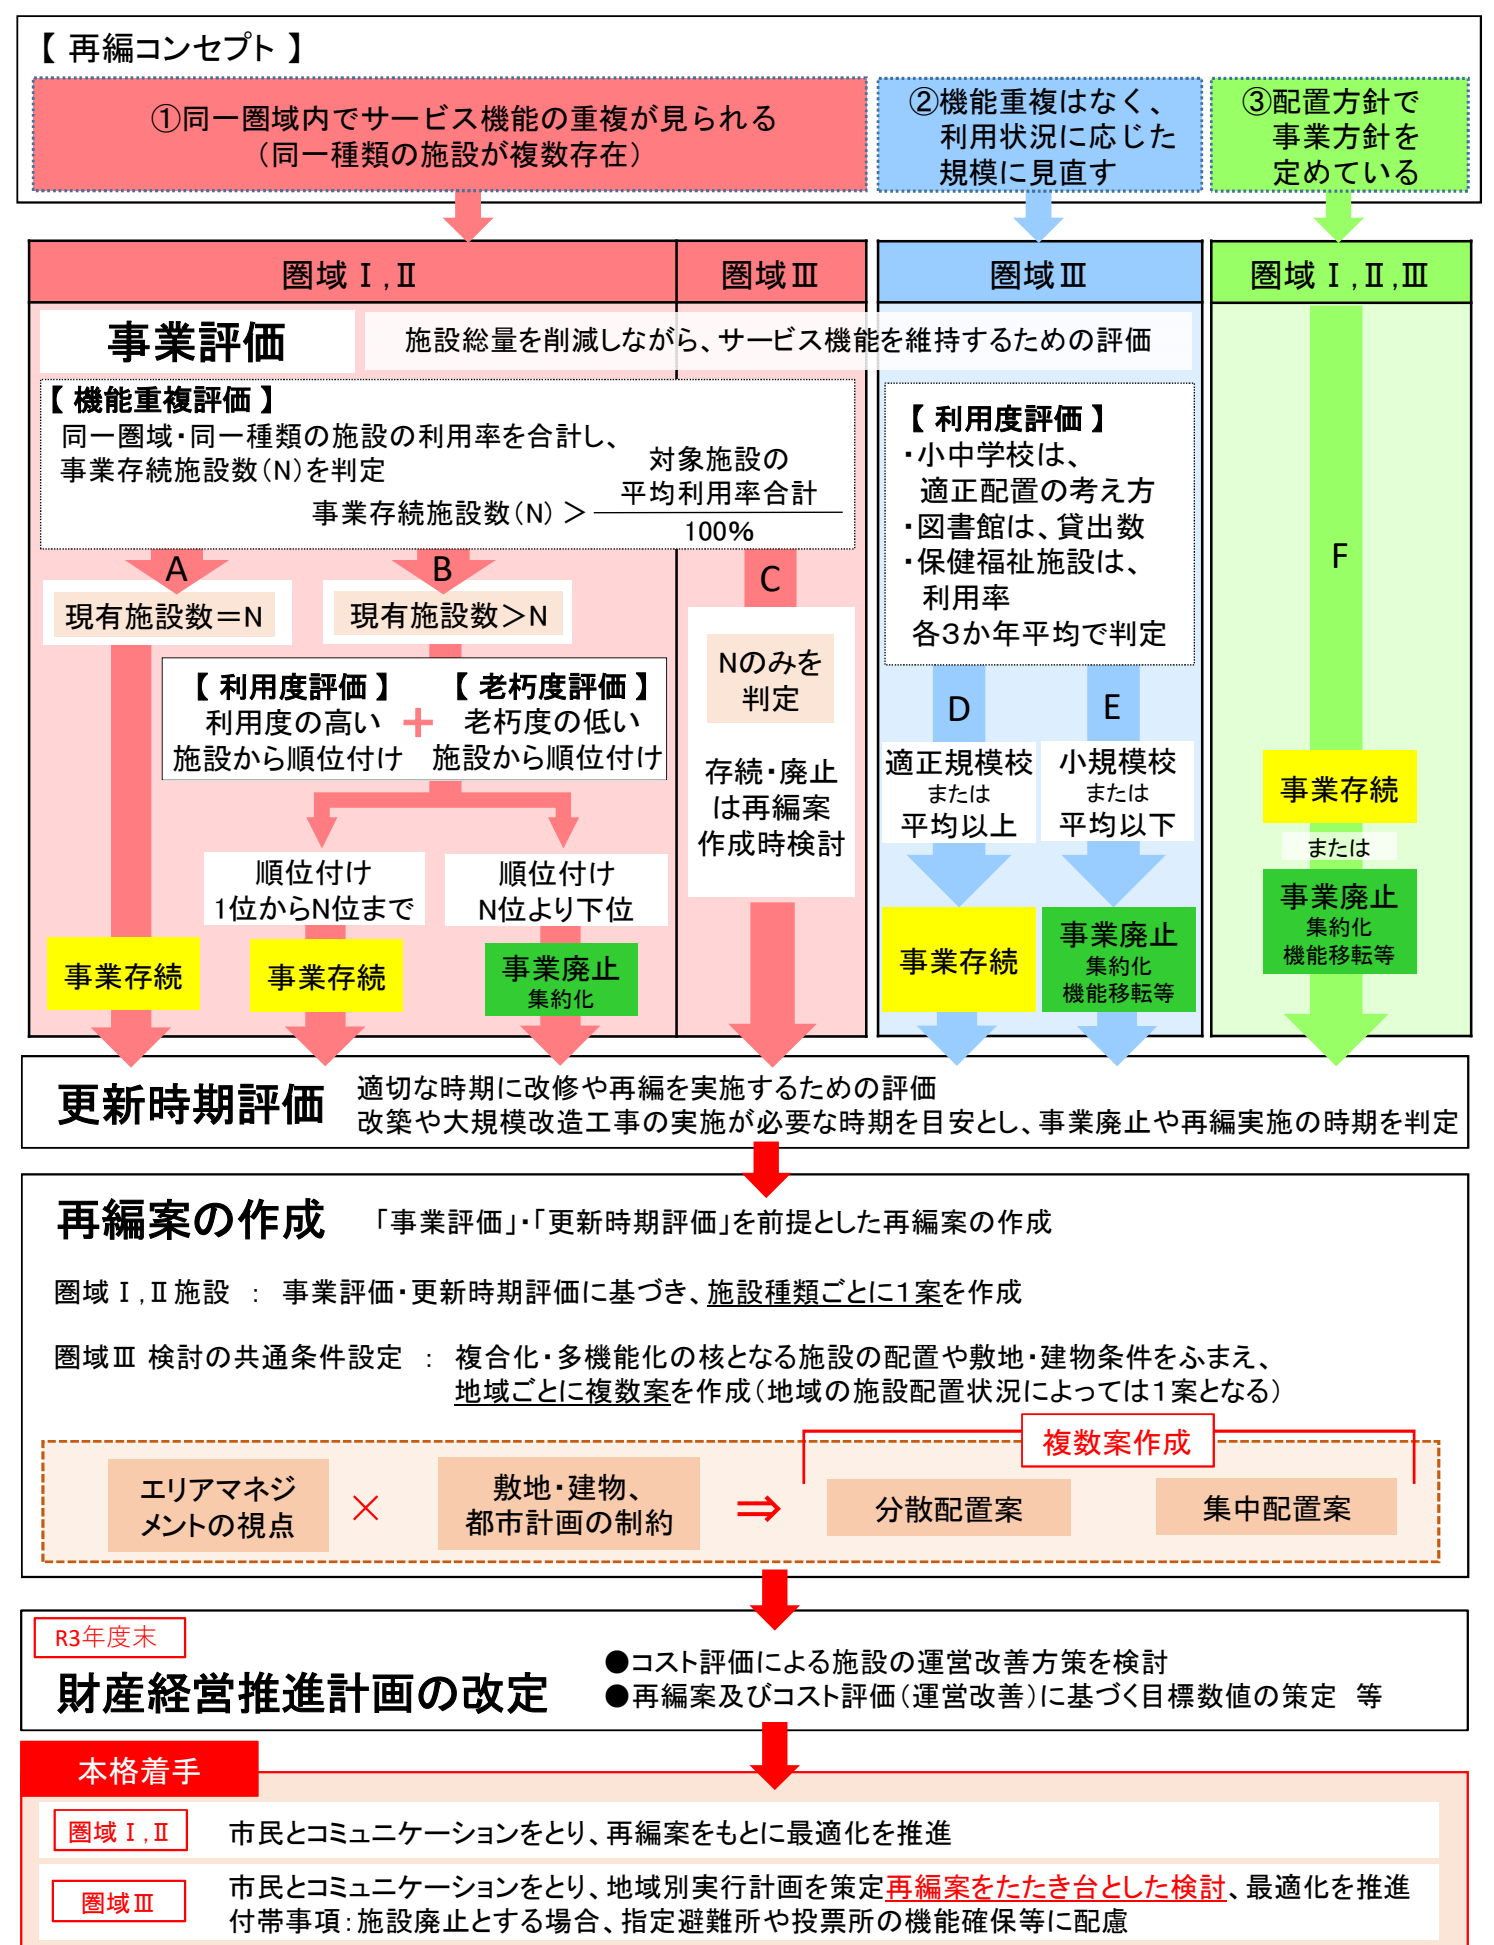 【 再編コンセプト 】
①同一圏域内でサービス機能の重複が見られる
（同一種類の施設が複数存在）
②機能重複はなく、
利用状況に応じた
規模に見直す
③配置方針で
事業方針を
定めている
圏域Ⅰ,Ⅱ
圏域Ⅲ
圏域Ⅲ
圏域Ⅰ,Ⅱ,Ⅲ
事業評価
施設総量を削減しながら、サービス機能を維持するための評価
【 機能重複評価 】
同一圏域・同一種類の施設の利用率を合計し、
事業存続施設数（N）を判定
対象施設の
平均利用率合計
事業存続施設数（N）＞
100%
【 利用度評価 】
・小中学校は、
適正配置の考え方
・図書館は、貸出数
・保健福祉施設は、
利用率
各３か年平均で判定
A
B
C
D
E
F
現有施設数＝N
現有施設数＞N
【 利用度評価 】
利用度の高い
施設から順位付け
＋
【 老朽度評価 】
老朽度の低い
施設から順位付け
Nのみを
判定
存続・廃止
は再編案
作成時検討
適正規模校
または
平均以上
小規模校
または
平均以下
順位付け
1位からN位まで
順位付け
N位より下位
事業存続
事業存続
事業廃止
集約化
事業存続
事業廃止
集約化
機能移転等
事業存続
または
事業廃止
集約化
機能移転等
更新時期評価
適切な時期に改修や再編を実施するための評価
改築や大規模改造工事の実施が必要な時期を目安とし、事業廃止や再編実施の時期を判定
再編案の作成
「事業評価」・「更新時期評価」を前提とした再編案の作成
圏域Ⅰ,Ⅱ施設 ： 事業評価・更新時期評価に基づき、施設種類ごとに１案を作成
圏域Ⅲ 検討の共通条件設定 ： 複合化・多機能化の核となる施設の配置や敷地・建物条件をふまえ、
地域ごとに複数案を作成（地域の施設配置状況によっては１案となる）
複数案作成
エリアマネジ
メントの視点
×
敷地・建物、
都市計画の制約
⇒
分散配置案
集中配置案
R3年度末
財産経営推進計画の改定
●コスト評価による施設の運営改善方策を検討
●再編案及びコスト評価（運営改善）に基づく目標数値の策定 等
本格着手
圏域Ⅰ,Ⅱ
市民とコミュニケーションをとり、再編案をもとに最適化を推進
圏域Ⅲ
市民とコミュニケーションをとり、地域別実行計画を策定再編案をたたき台とした検討、最適化を推進
付帯事項：施設廃止とする場合、指定避難所や投票所の機能確保等に配慮